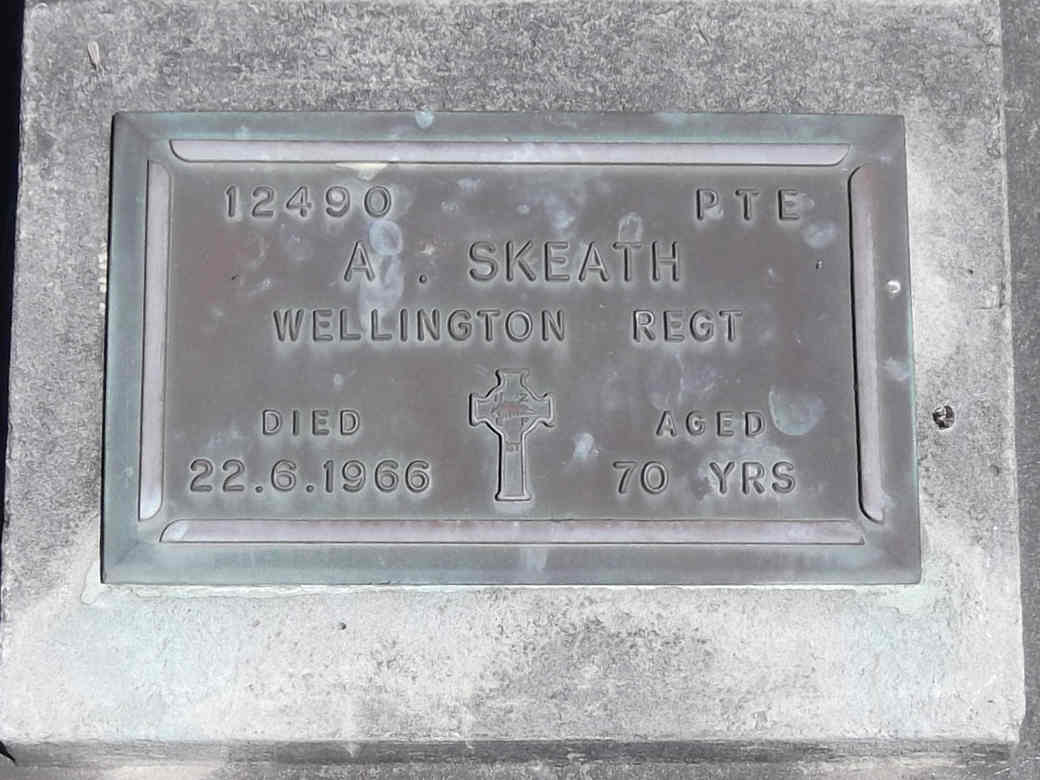 12490 PTE
A. SKEATH
WELLINGTON REGT
DIED AGED
22.6.1966 70 YRS